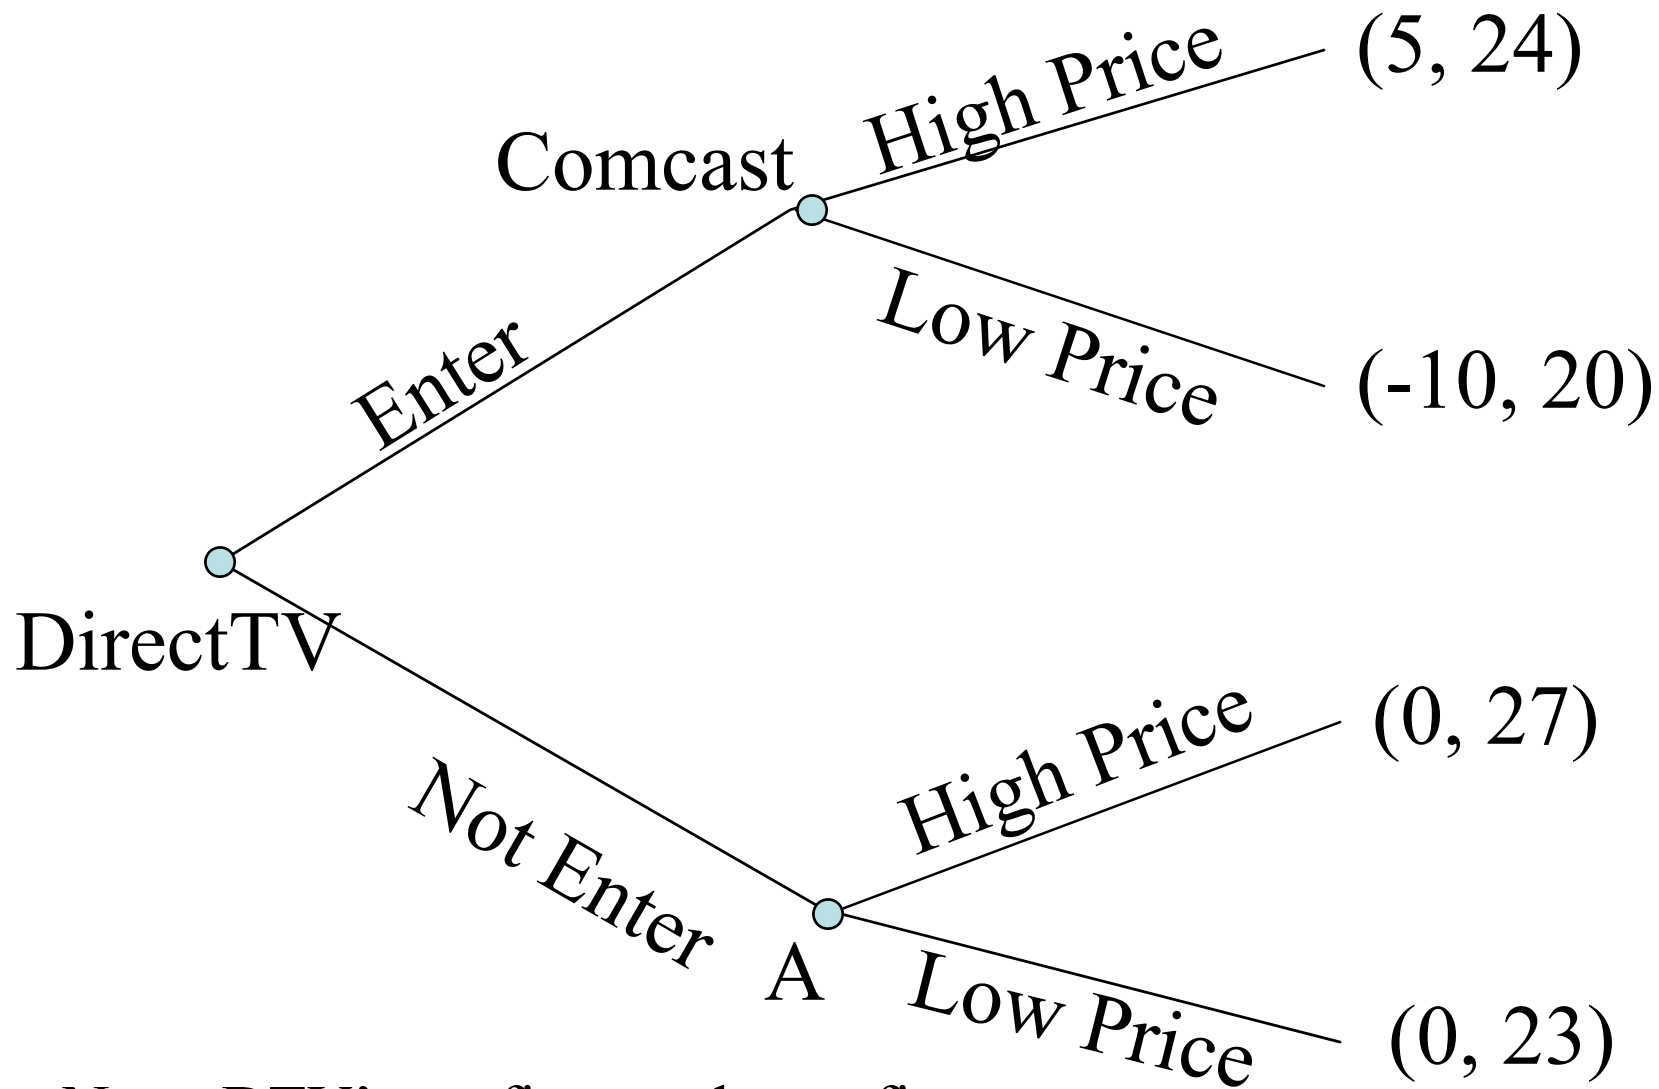 High Price
(5, 24)
Comcast
Low Price
(-10, 20)
Enter
DirectTV
Not Enter
High Price
(0, 27)
A
Low Price
(0, 23)